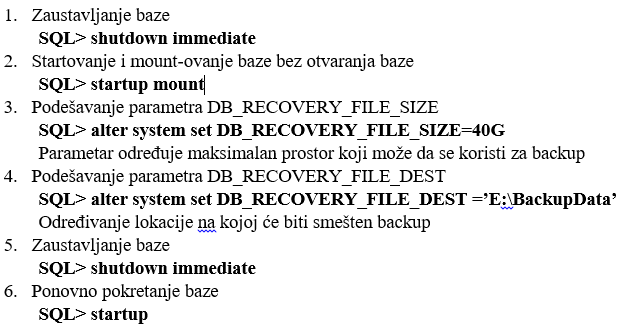 1. Zaustavljanje baze
SQL> shutdown immediate
2. Startovanje i mount-ovanje baze bez otvaranja baze
SQL> startup mount
3. Podešavanje parametra DB_RECOVERY_FILE_SIZE
SQL> alter system set DB_RECOVERY_FILE_SIZE=40G
Parametar određuje maksimalan prostor koji može da se koristi za backup
4. Podešavanje parametra DB_RECOVERY_FILE_DEST
SQL> alter system set DB_RECOVERY_FILE_DEST =’E:\BackupData’
Određivanje lokacije na kojoj će biti smešten backup
5. Zaustavljanje baze
SQL> shutdown immediate
6. Ponovno pokretanje baze
SQL> startup